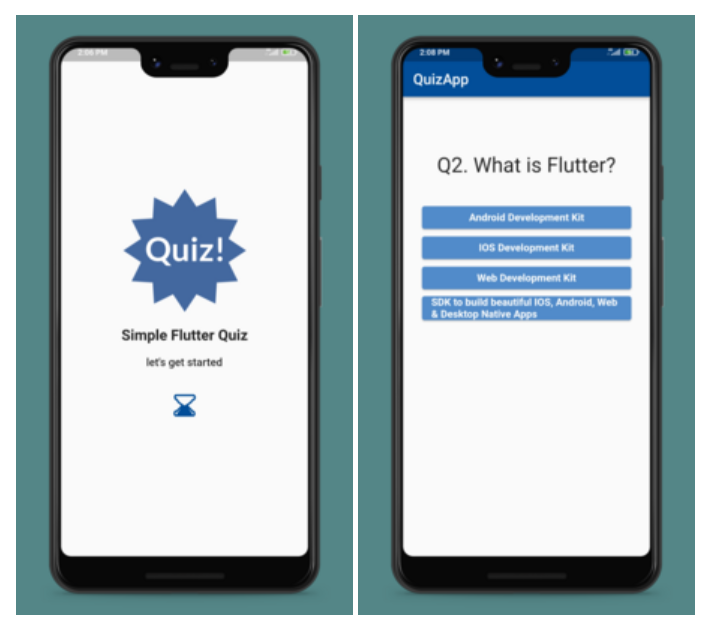 2:06 PM
Quiz!
Simple Flutter Quiz
let's get started
2:08 PM
QuizApp
Q2. What is Flutter?
Android Development Kit
IOS Development Kit
Web Development Kit
SDK to build beautiful IOS, Android, Web
& Desktop Native Apps